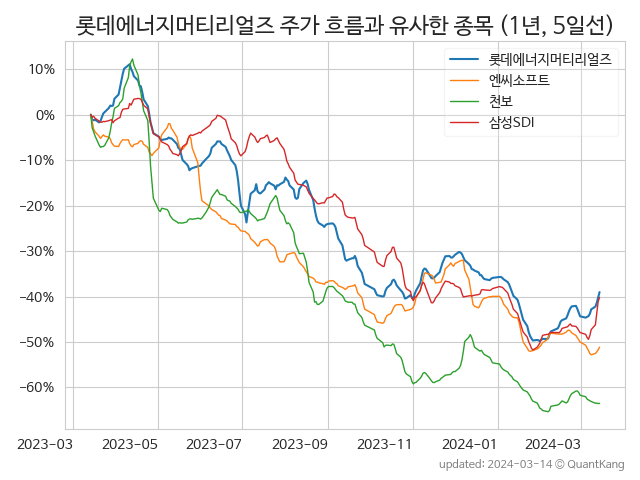 롯데에너지머티리얼즈 주가 흐름과 유사한 종목 (1년, 5일선)
롯데에너지머티리얼즈
엔씨소프트
천보
삼성SDI
10%
0%
−10%
−20%
−30%
−40%
−50%
−60%
2023-03
2023-05
2023-07
2023-09
2023-11
2024-01
2024-03
updated: 2024-03-14 © QuantKang